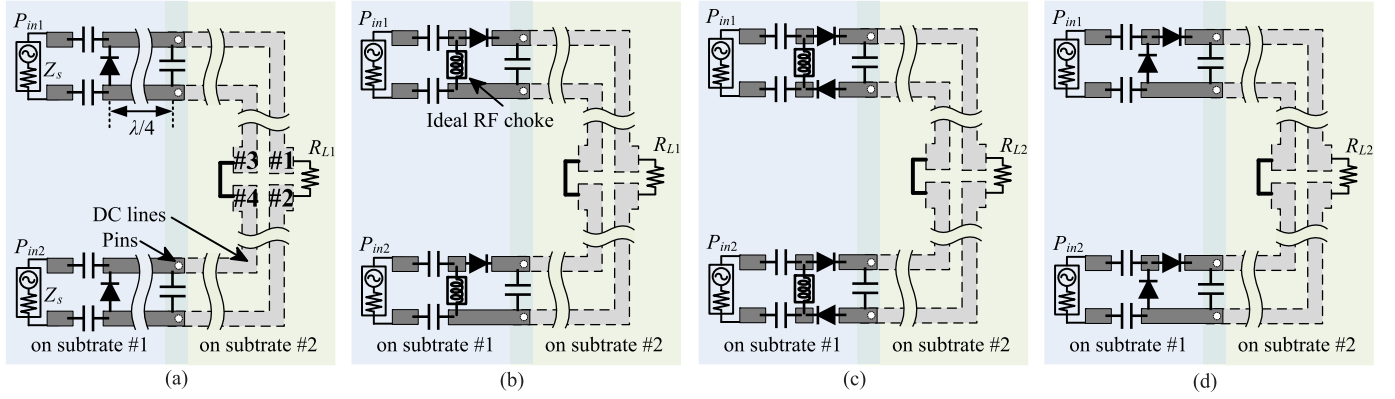 P_in1
Z_s
λ/4
#3 #1
R_L1
#4 #2
DC lines
Pins
P_in2
Z_s
on subtrate #1
on subtrate #2
(a)
P_in1
Ideal RF choke
R_L1
P_in2
on subtrate #1
on subtrate #2
(b)
P_in1
R_L2
P_in2
on subtrate #1
on subtrate #2
(c)
P_in1
R_L2
P_in2
on subtrate #1
on subtrate #2
(d)